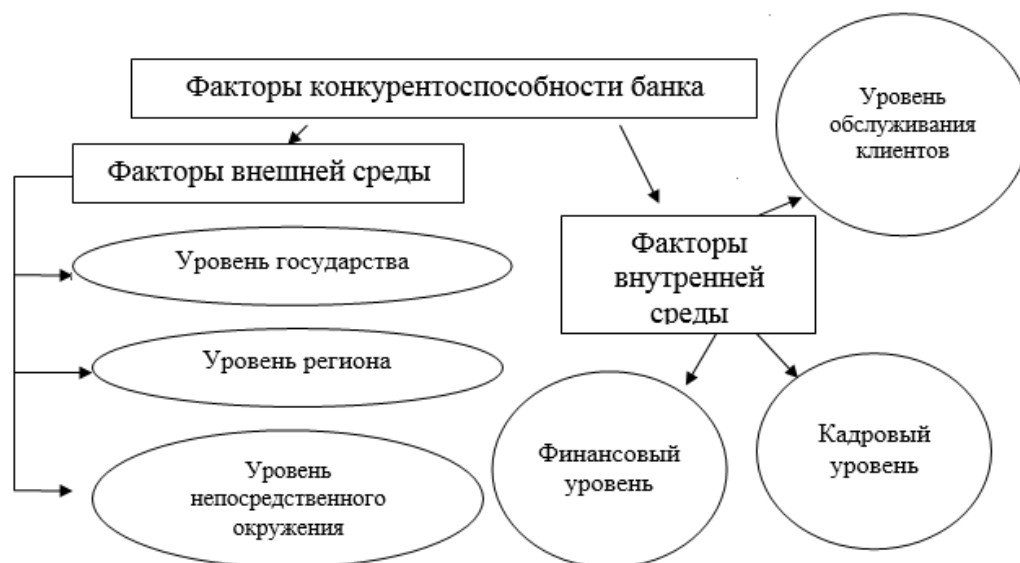 Факторы конкурентоспособности банка
Факторы внешней среды
Уровень государства
Уровень региона
Уровень
непосредственного
окружения
Факторы
внутренней
среды
Уровень
обслуживания
клиентов
Финансовый
уровень
Кадровый
уровень